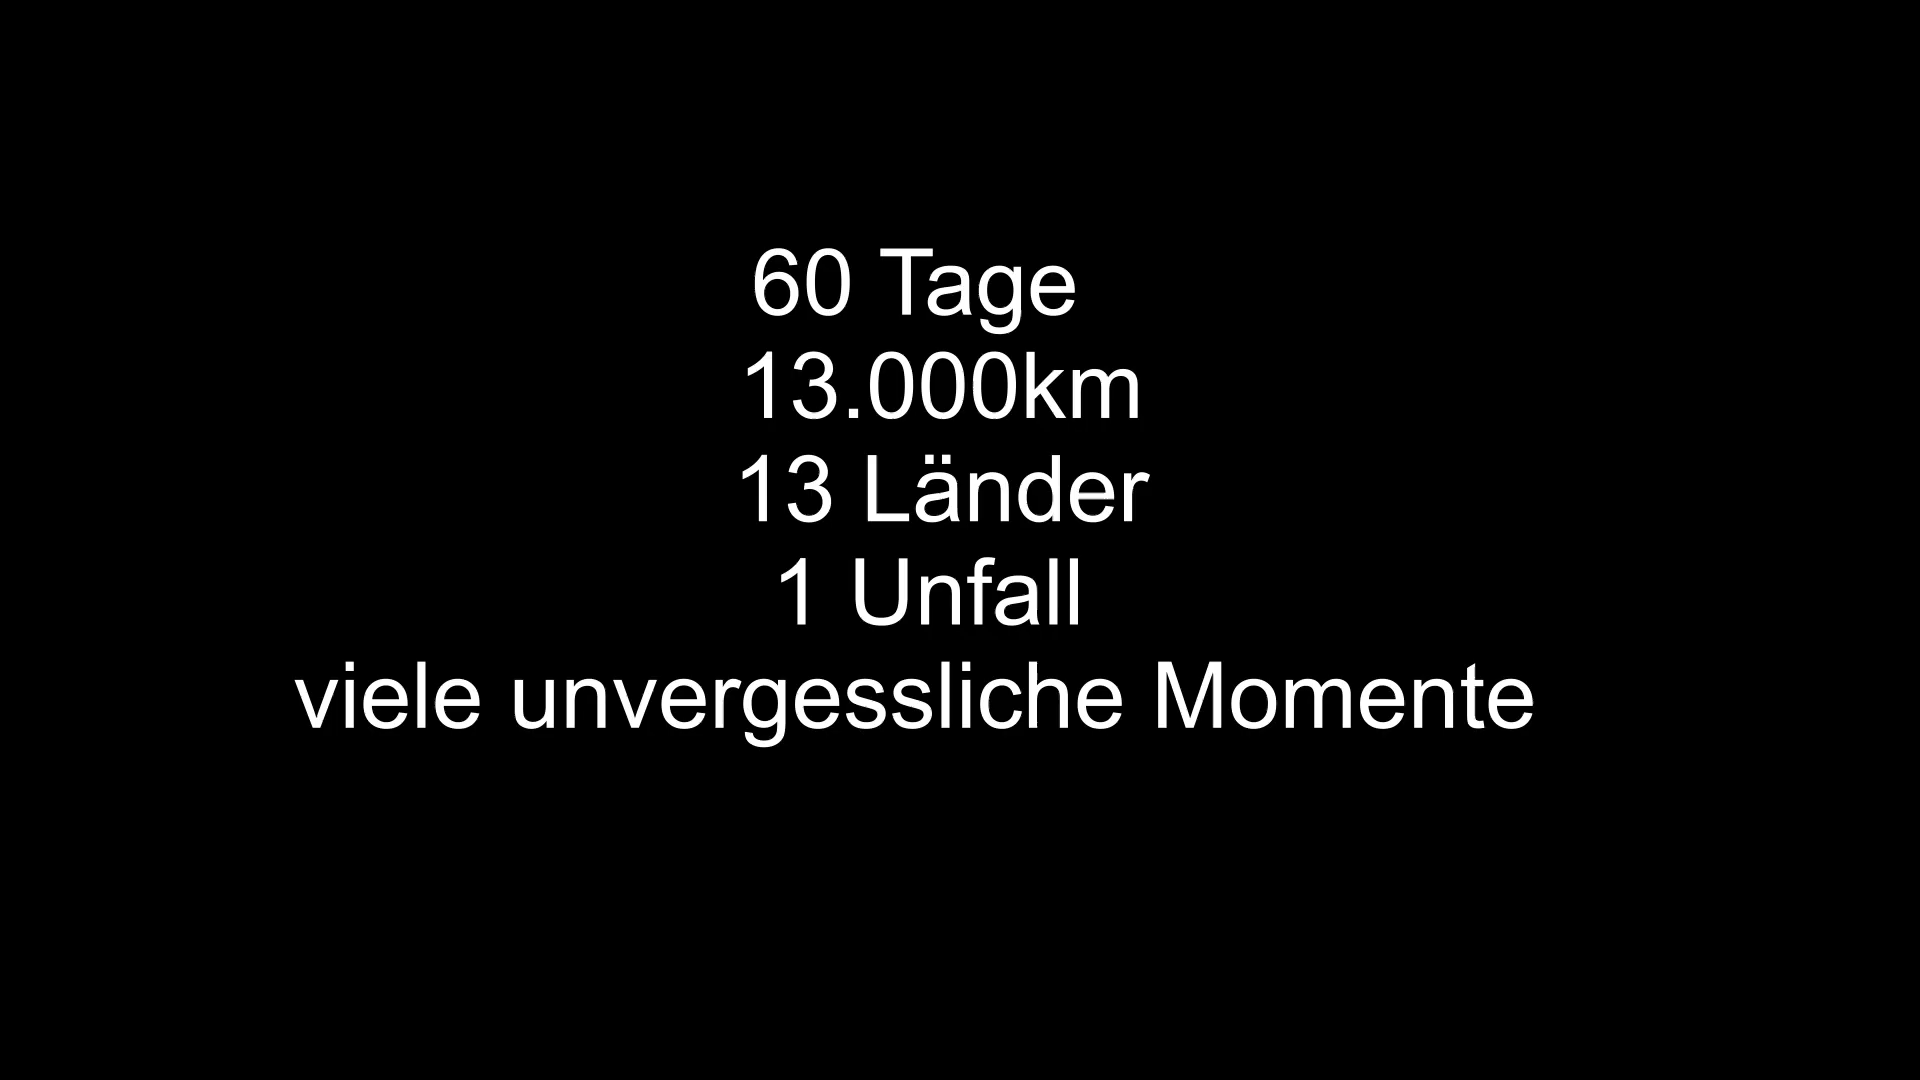 60 Tage
13.000km
13 Länder
1 Unfall
viele unvergessliche Momente